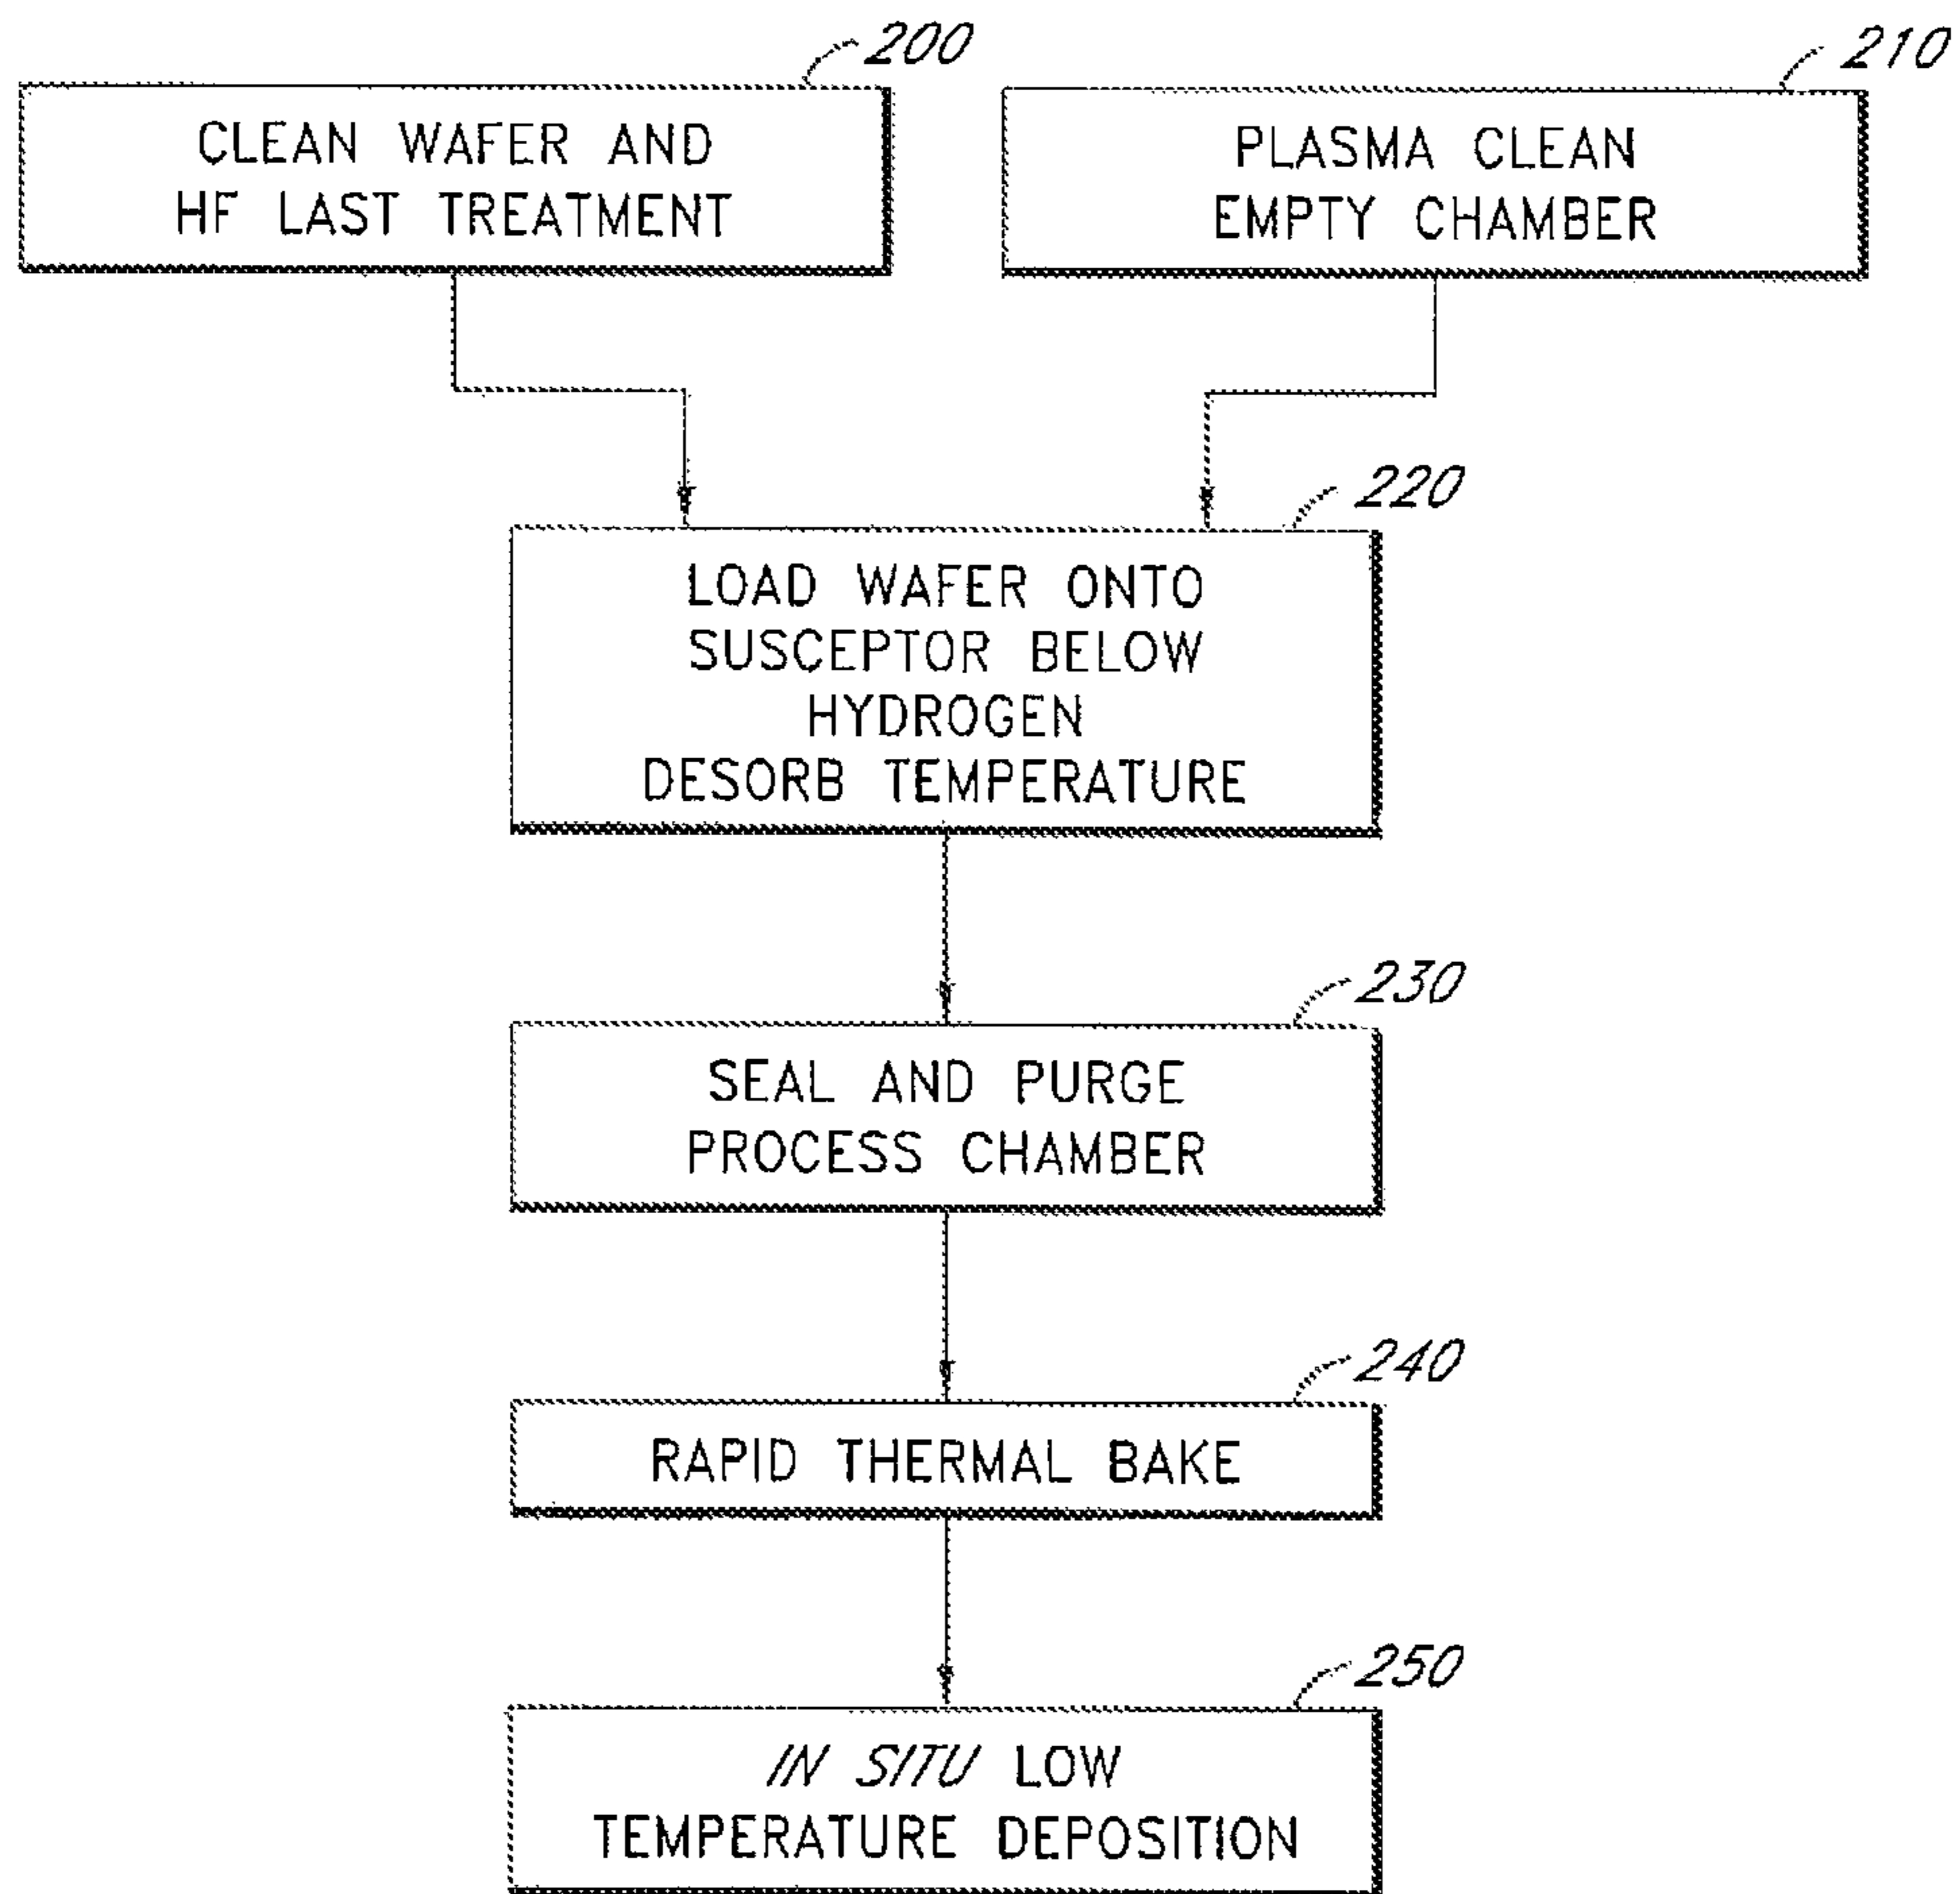 200
CLEAN WAFER AND
HF LAST TREATMENT
210
PLASMA CLEAN
EMPTY CHAMBER
220
LOAD WAFER ONTO
SUSCEPTOR BELOW
HYDROGEN
DESORB TEMPERATURE
230
SEAL AND PURGE
PROCESS CHAMBER
240
RAPID THERMAL BAKE
250
IN SITU LOW
TEMPERATURE DEPOSITION